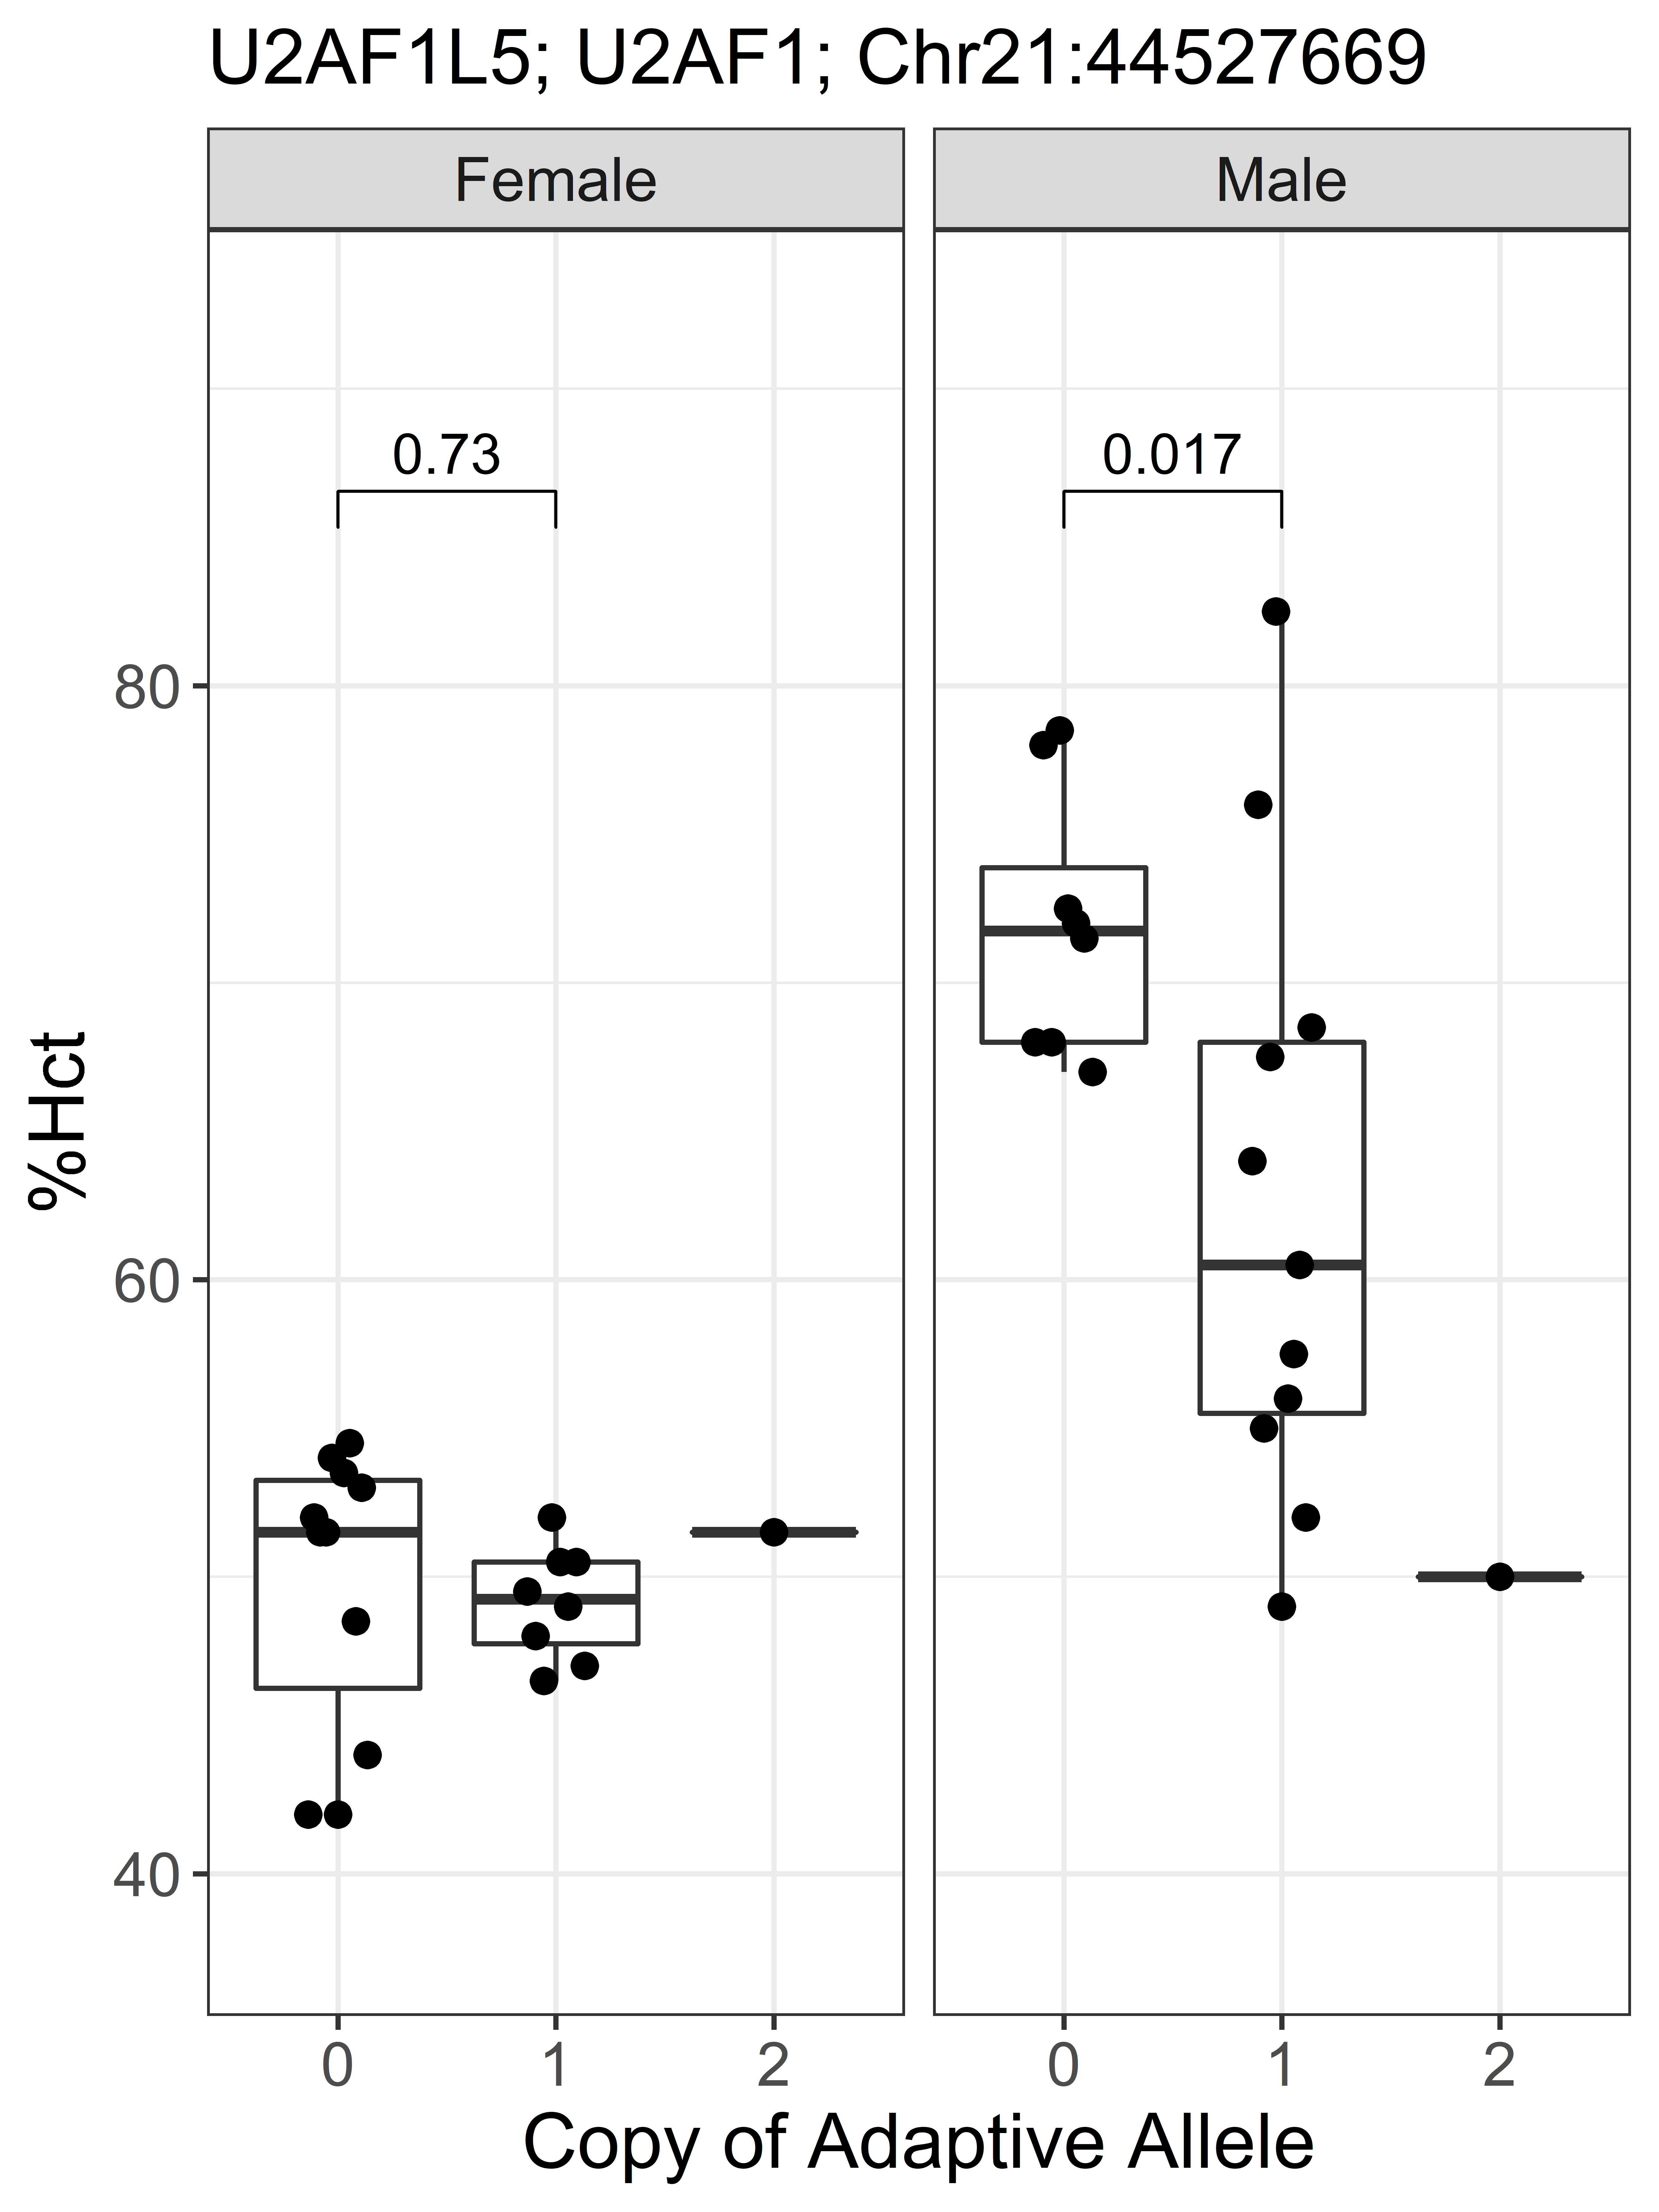 U2AF1L5; U2AF1; Chr21:44527669
Female
Male
0.73
0.017
80
60
40
%Hct
0 1 2
0 1 2
Copy of Adaptive Allele